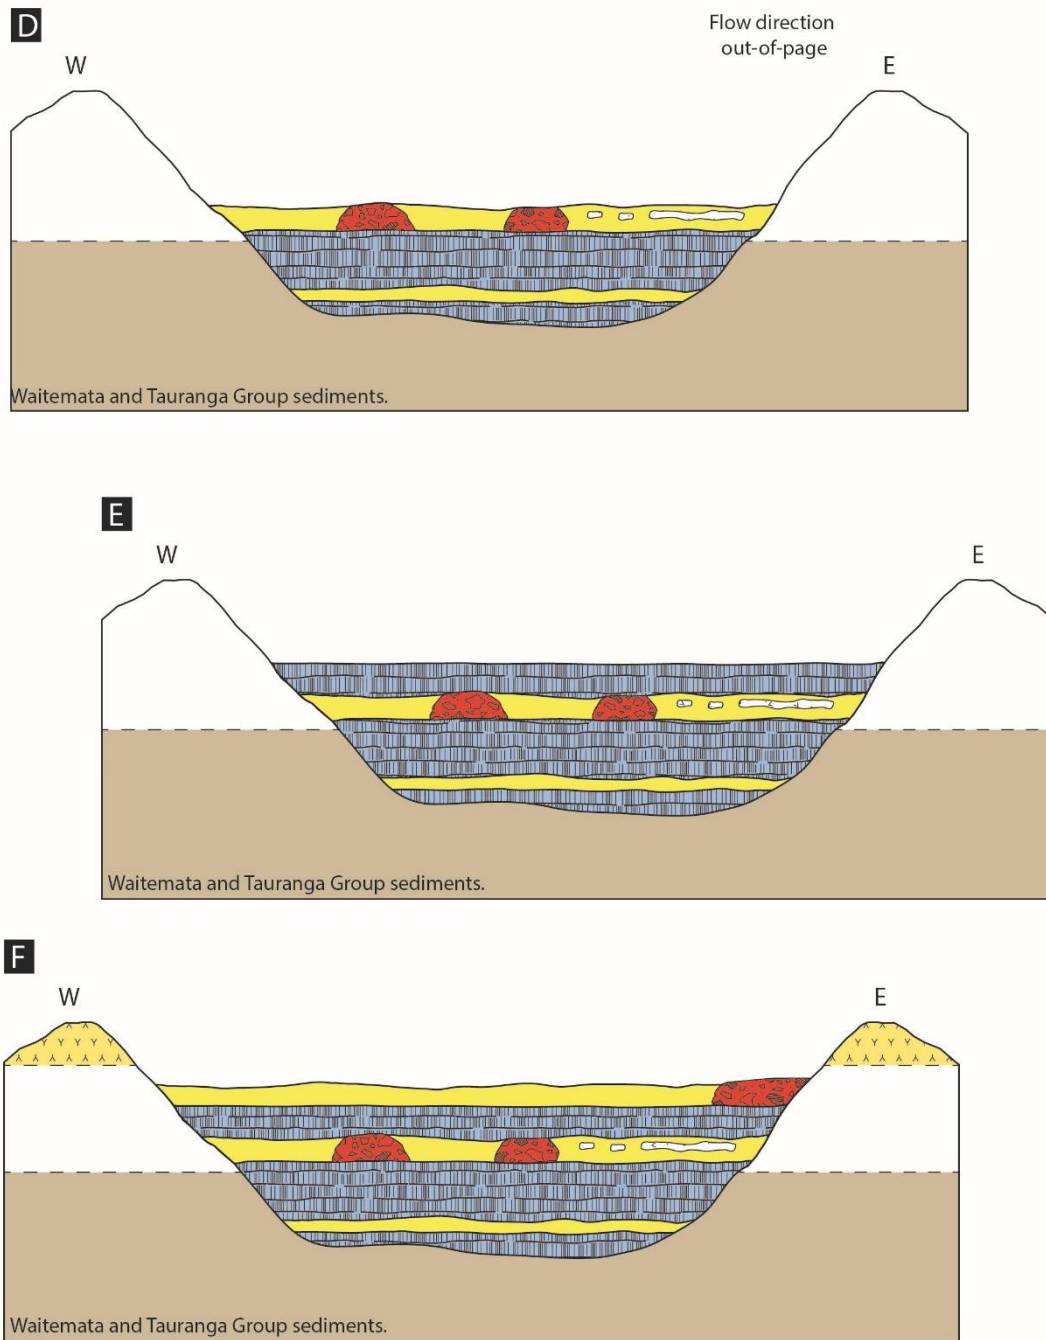 D
Flow direction
out-of-page
W
E
Waitemata and Tauranga Group sediments.
E
W
E
Waitemata and Tauranga Group sediments.
F
W
E
Waitemata and Tauranga Group sediments.